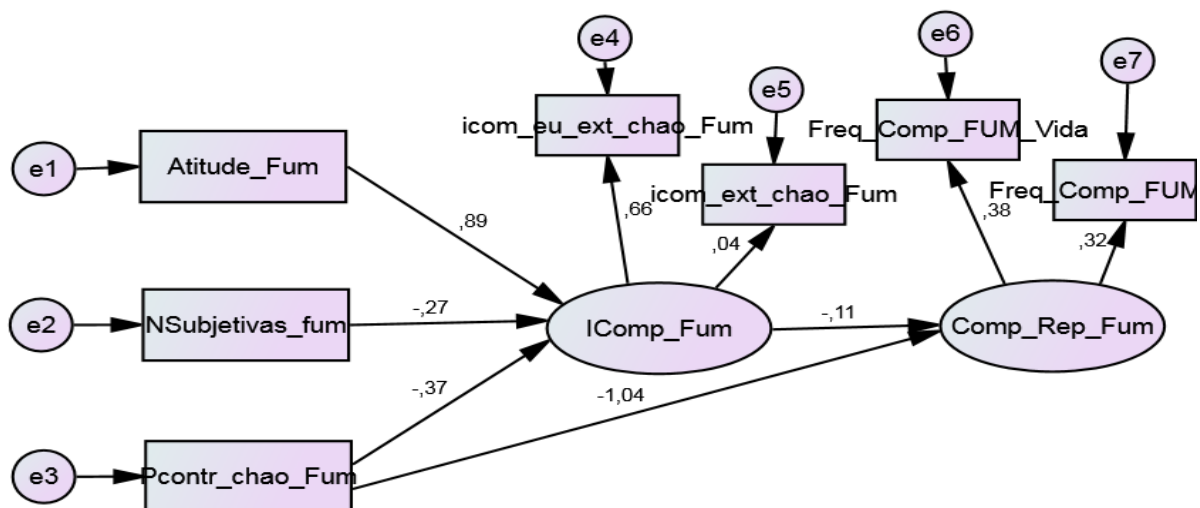 e4
e6
e7
e5
icom_eu_ext_chao_Fum
Freq_Comp_FUM_Vida
e1
Atitude_Fum
icom_ext_chao_Fum
Freq_Comp_FUM
,89
,66
,04
,38
,32
e2
NSubjetivas_fum
-,27
IComp_Fum
-,11
Comp_Rep_Fum
-,37
-1,04
e3
Pcontr_chao_Fum